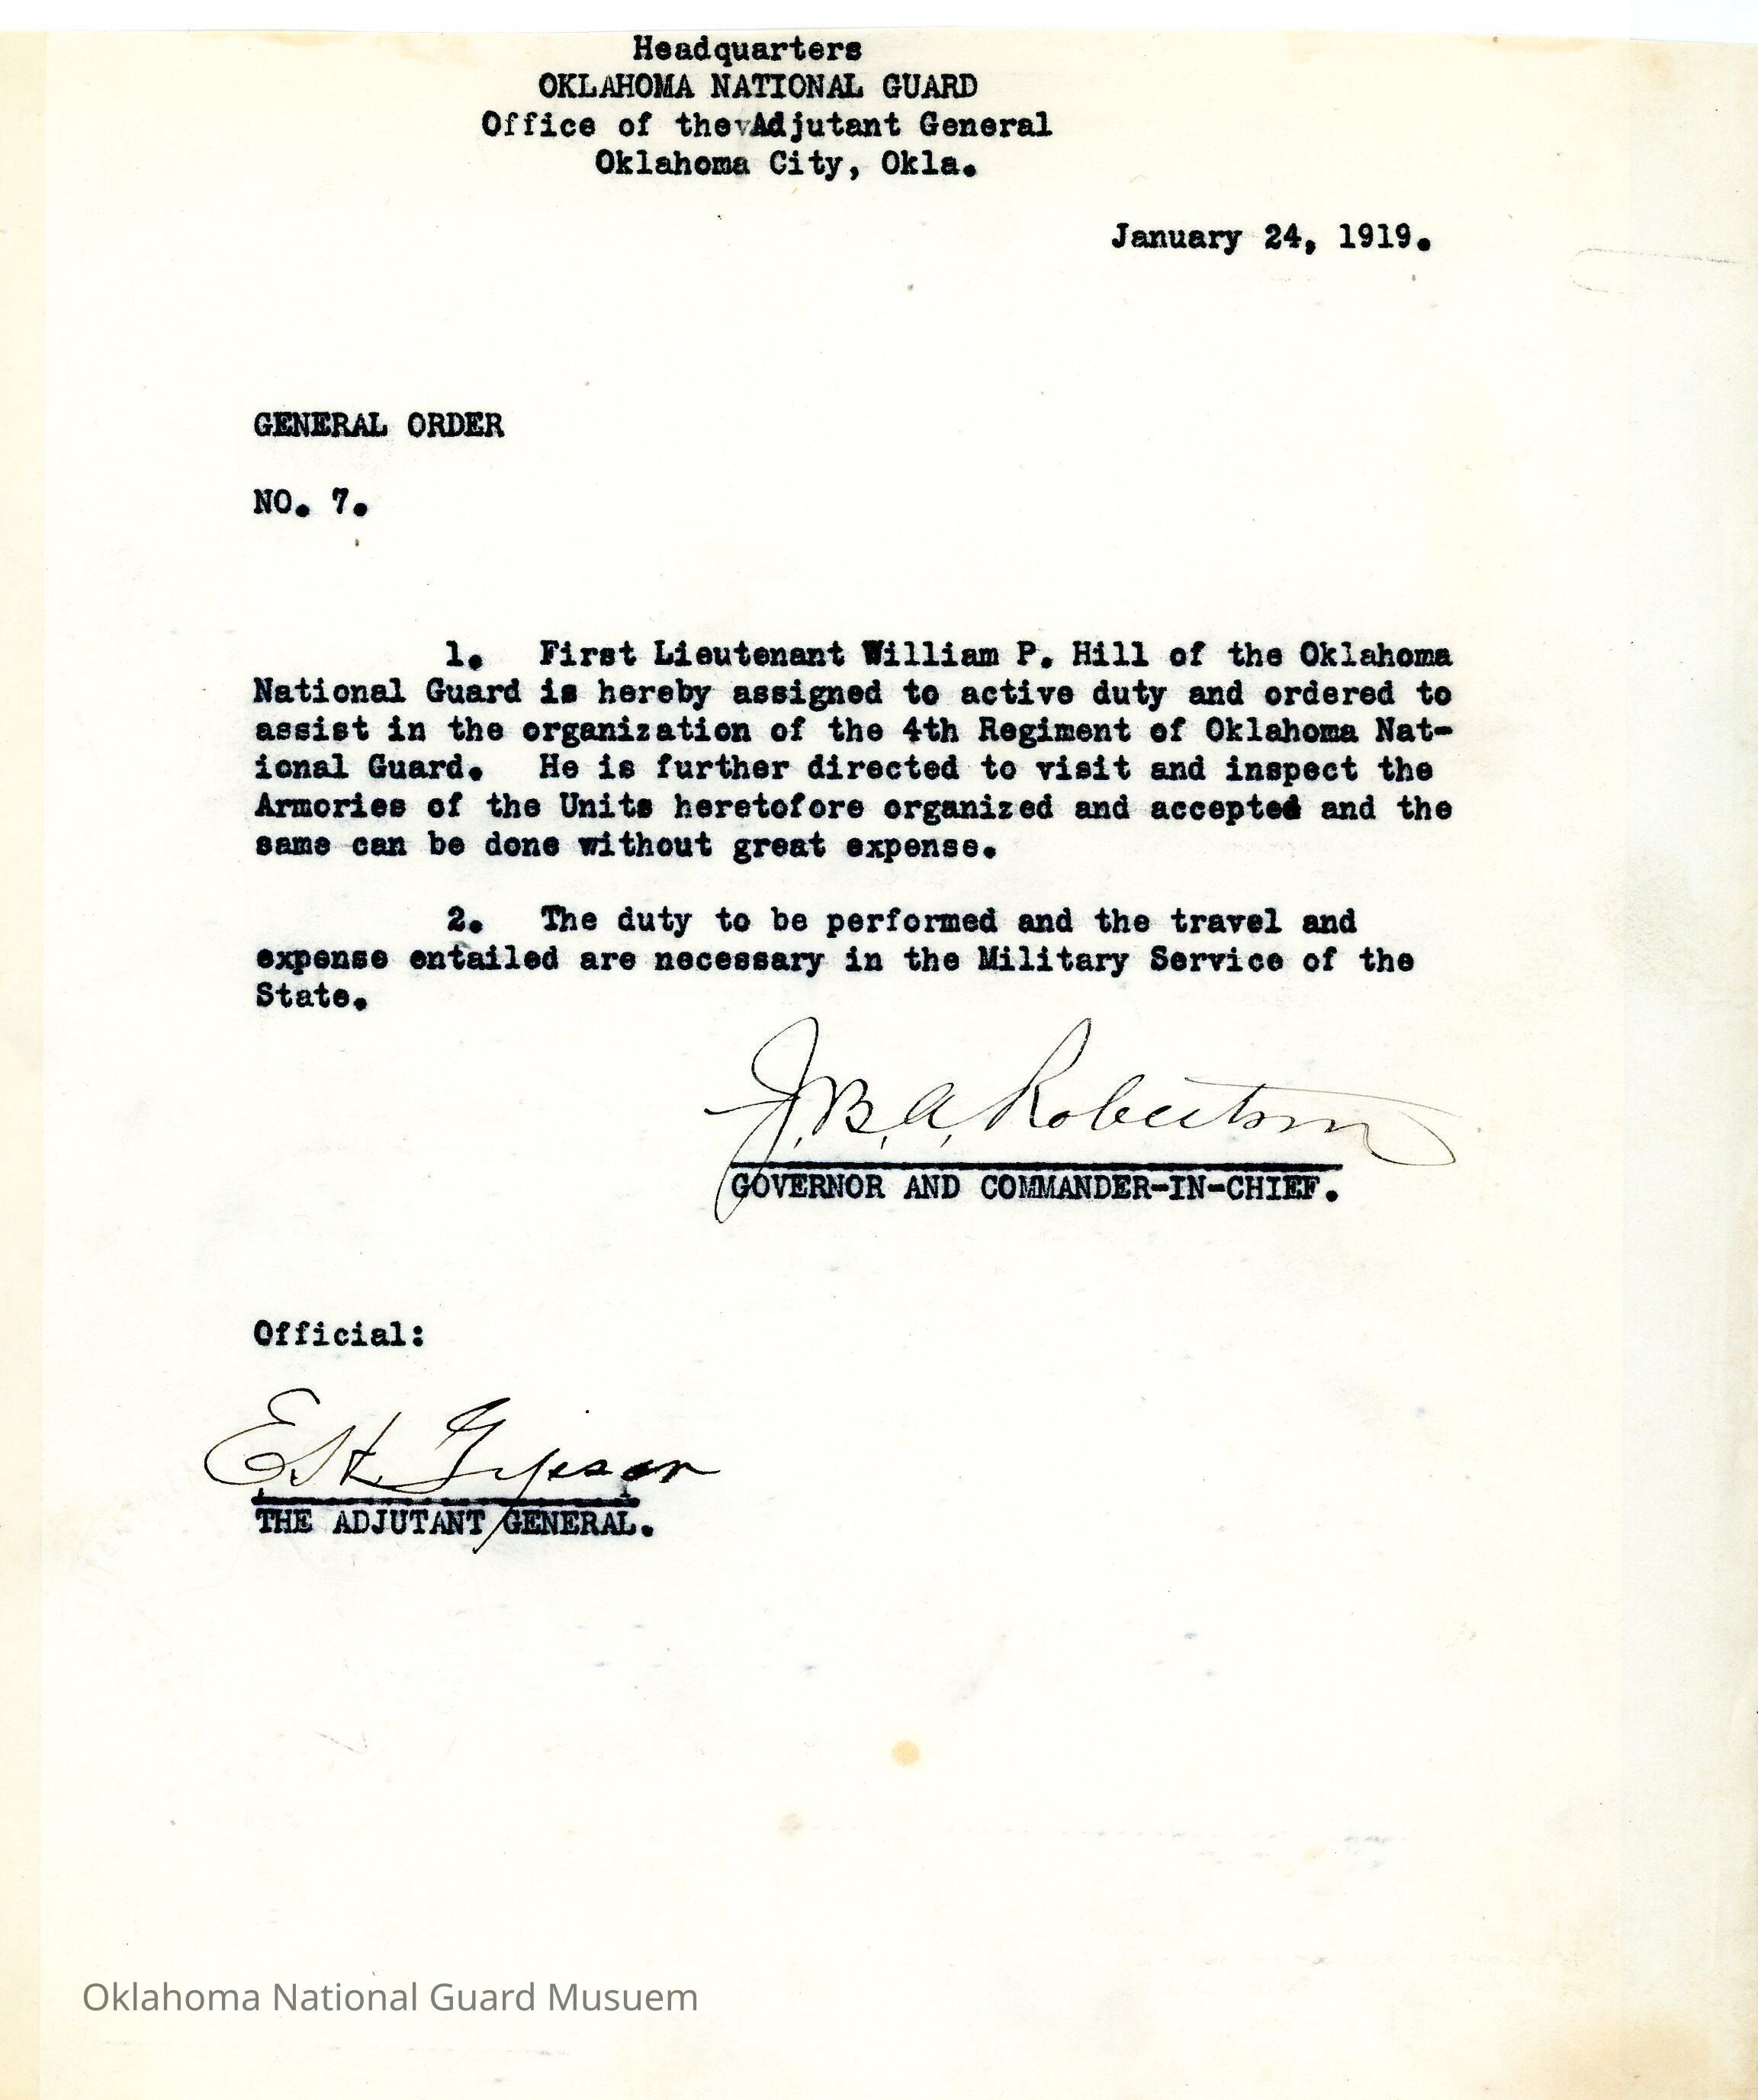 Headquarters
OKLAHOMA NATIONAL GUARD
Office of the Adjutant General
Oklahoma City, Okla.
January 24, 1919.
GENERAL ORDER
NO. 7.
1. First Lieutenant William P. Hill of the Oklahoma
National Guard is hereby assigned to active duty and ordered to
assist in the organization of the 4th Regiment of Oklahoma Nat-
ional Guard. He is further directed to visit and inspect the
Armories of the Units heretofore organized and accepted and the
same can be done without great expense.
2. The duty to be performed and the travel and
expense entailed are necessary in the Military Service of the
State.
J.B.A. Robertson
GOVERNOR AND COMMANDER-IN-CHIEF.
Official:
E.H. Gipson
THE ADJUTANT GENERAL.
Oklahoma National Guard Musuem